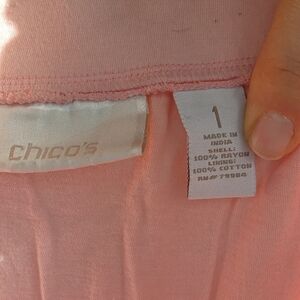 chico's
1
MADE IN
INDIA
SHELL:
100% RAYON
LINING:
100% COTTON
RN# 79984